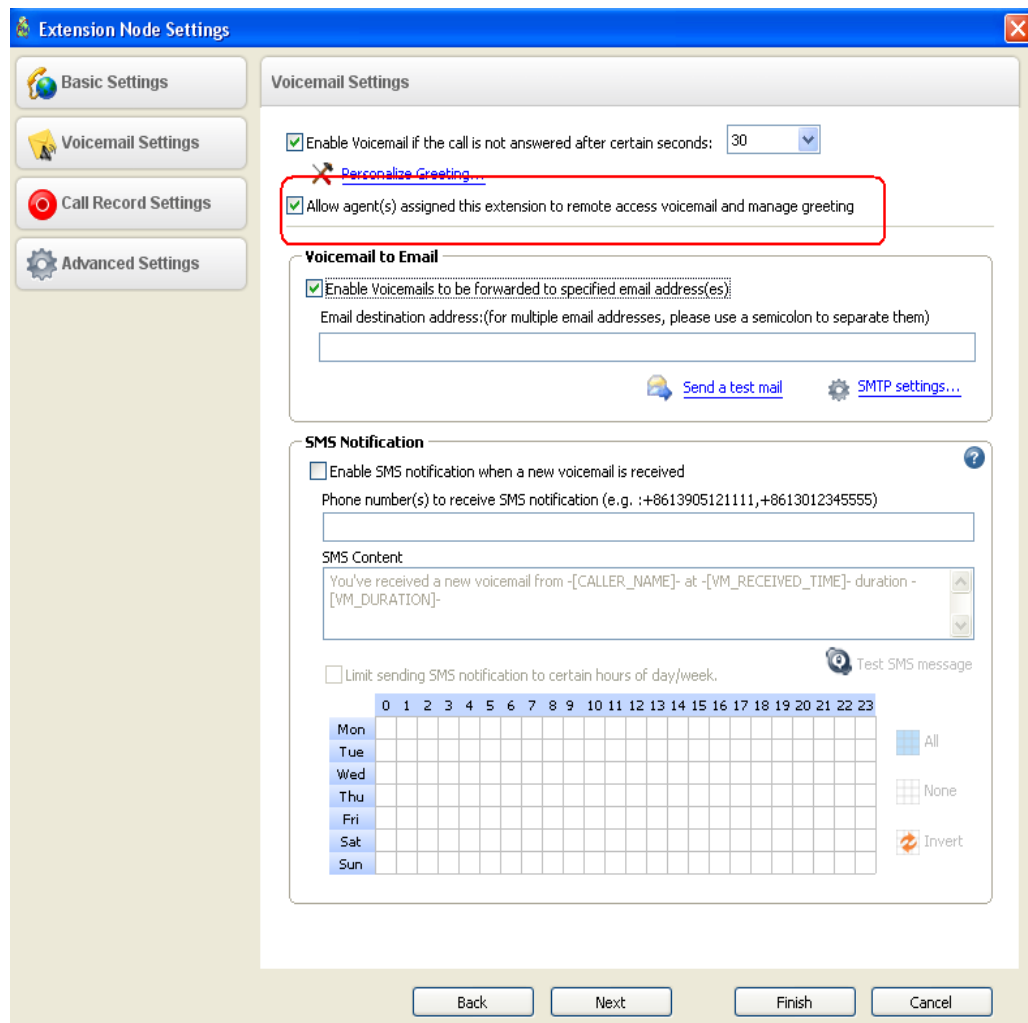 Extension Node Settings
Basic Settings
Voicemail Settings
Call Record Settings
Advanced Settings
Voicemail Settings
Enable Voicemail if the call is not answered after certain seconds: 30
Personalize Greeting...
Allow agent(s) assigned this extension to remote access voicemail and manage greeting
Voicemail to Email
Enable Voicemails to be forwarded to specified email address(es)
Email destination address:(for multiple email addresses, please use a semicolon to separate them)
Send a test mail SMTP settings...
SMS Notification
Enable SMS notification when a new voicemail is received
Phone number(s) to receive SMS notification (e.g. :+8613905121111,+8613012345555)
SMS Content
You've received a new voicemail from -[CALLER_NAME]- at -[VM_RECEIVED_TIME]- duration -
[VM_DURATION]-
Test SMS message
Limit sending SMS notification to certain hours of day/week.
0 1 2 3 4 5 6 7 8 9 10 11 12 13 14 15 16 17 18 19 20 21 22 23
Mon
Tue
Wed
Thu
Fri
Sat
Sun
All
None
Invert
Back Next Finish Cancel